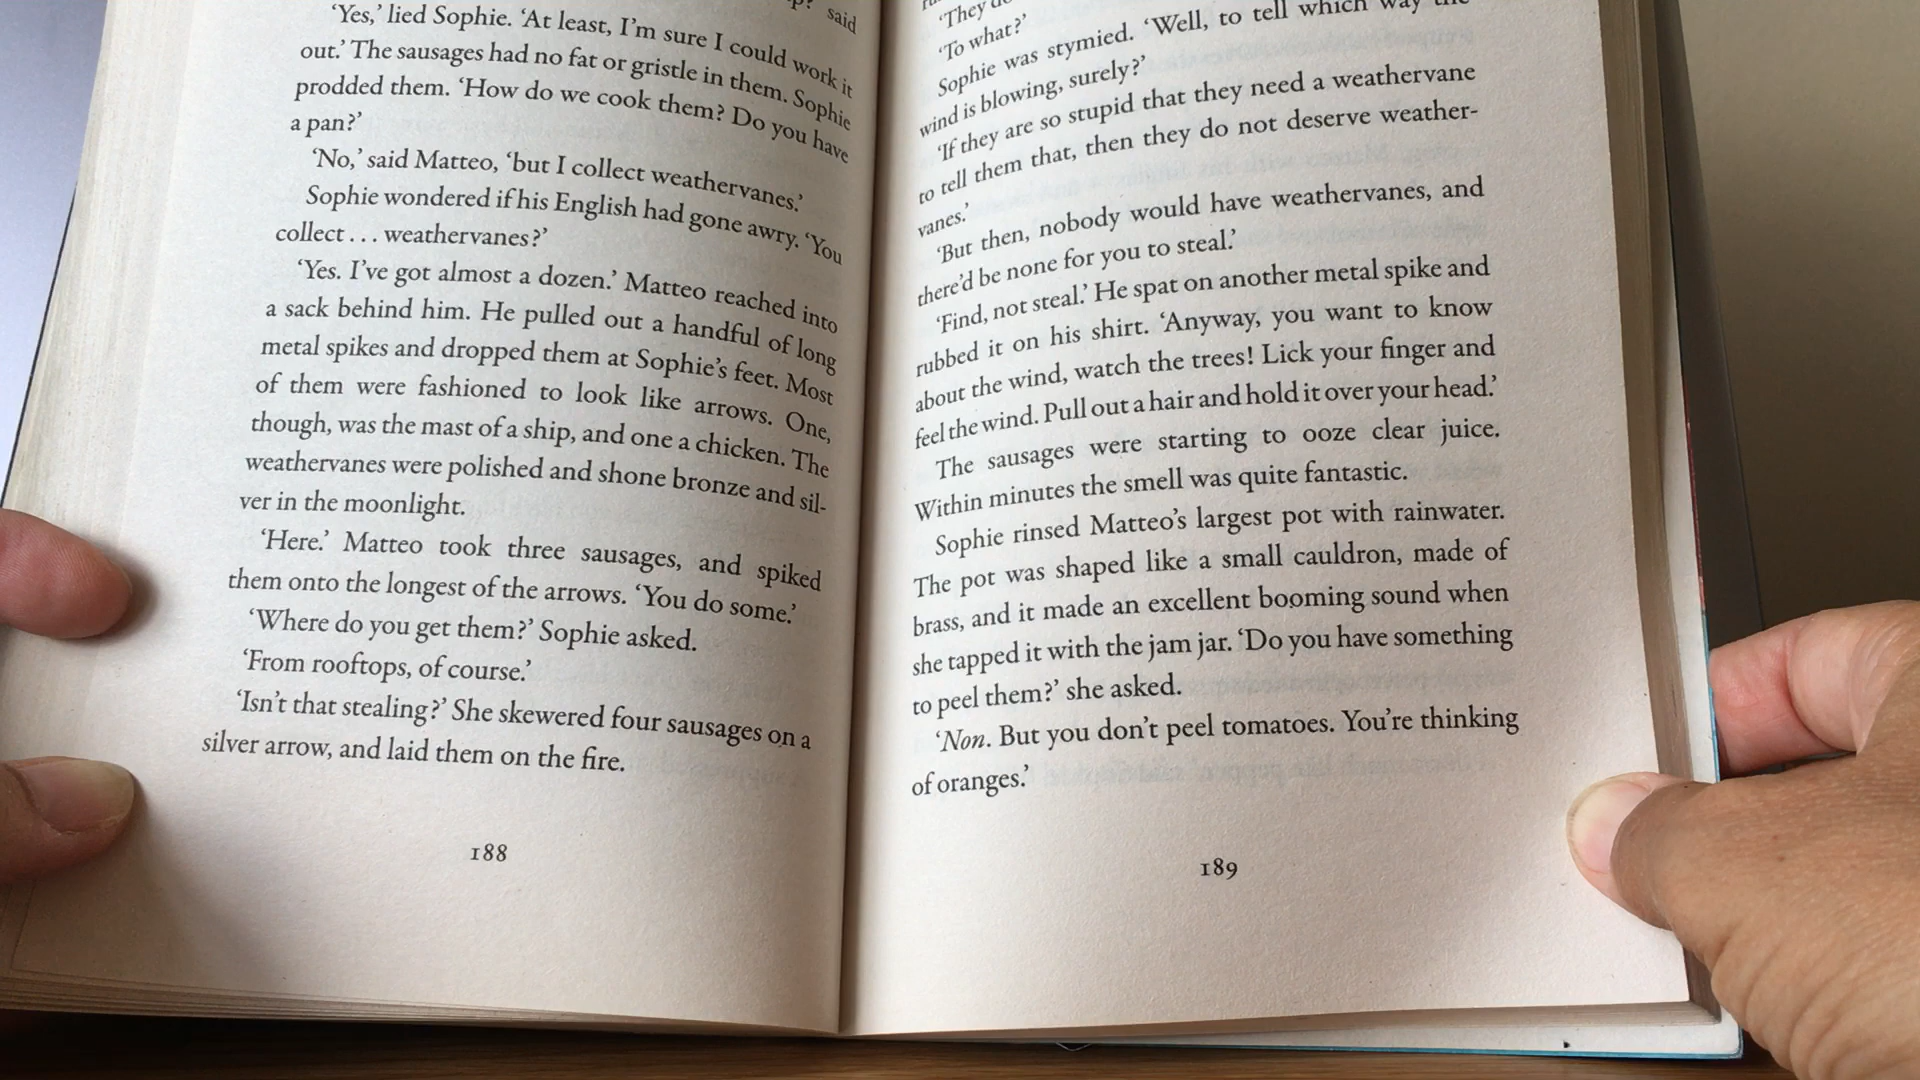 said
‘Yes,’ lied Sophie. ‘At least, I’m sure I could work it
out.’ The sausages had no fat or gristle in them. Sophie
prodded them. ‘How do we cook them? Do you have
a pan?’
‘No,’ said Matteo, ‘but I collect weathervanes.’
Sophie wondered if his English had gone awry. ‘You
collect . . . weathervanes?’
‘Yes. I’ve got almost a dozen.’ Matteo reached into
a sack behind him. He pulled out a handful of long
metal spikes and dropped them at Sophie’s feet. Most
of them were fashioned to look like arrows. One,
though, was the mast of a ship, and one a chicken. The
weathervanes were polished and shone bronze and sil-
ver in the moonlight.
‘Here.’ Matteo took three sausages, and spiked
them onto the longest of the arrows. ‘You do some.’
‘Where do you get them?’ Sophie asked.
‘From rooftops, of course.’
‘Isn’t that stealing?’ She skewered four sausages on a
silver arrow, and laid them on the fire.
188
‘They
‘To what?’
Sophie was stymied. ‘Well, to tell which way the
wind is blowing, surely?’
‘If they are so stupid that they need a weathervane
to tell them that, then they do not deserve weather-
vanes.’
‘But then, nobody would have weathervanes, and
there’d be none for you to steal.’
‘Find, not steal.’ He spat on another metal spike and
rubbed it on his shirt. ‘Anyway, you want to know
about the wind, watch the trees! Lick your finger and
feel the wind. Pull out a hair and hold it over your head.’
The sausages were starting to ooze clear juice.
Within minutes the smell was quite fantastic.
Sophie rinsed Matteo’s largest pot with rainwater.
The pot was shaped like a small cauldron, made of
brass, and it made an excellent booming sound when
she tapped it with the jam jar. ‘Do you have something
to peel them?’ she asked.
‘Non. But you don’t peel tomatoes. You’re thinking
of oranges.’
189